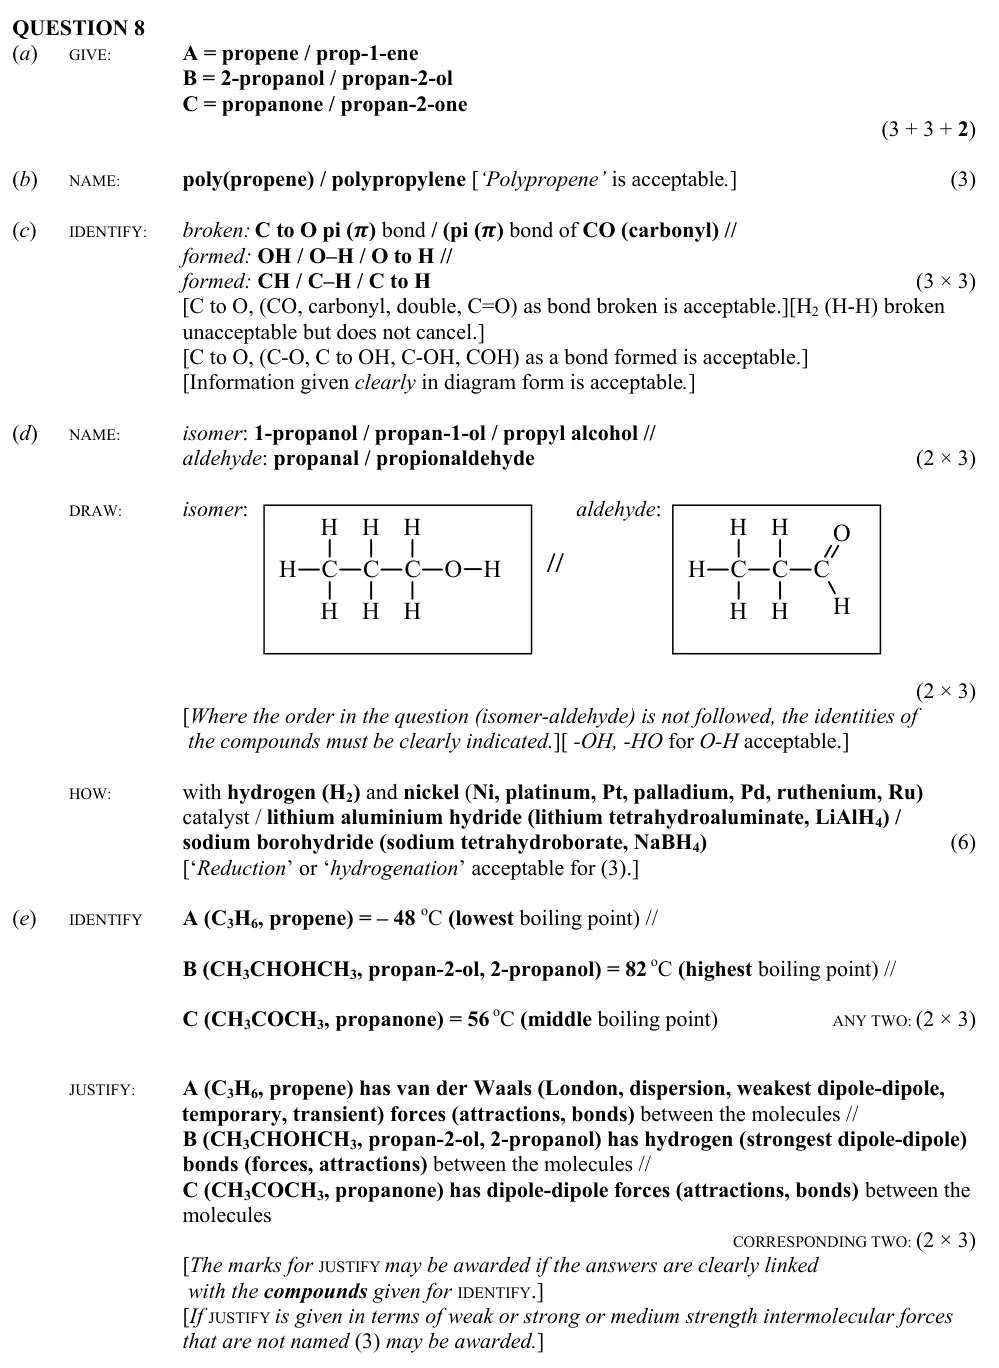 QUESTION 8
(a) GIVE: A = propene / prop-1-ene
B = 2-propanol / propan-2-ol
C = propanone / propan-2-one
(3 + 3 + 2)
(b) NAME: poly(propene) / polypropylene [‘Polypropene’ is acceptable.] (3)
(c) IDENTIFY: broken: C to O pi (π) bond / (pi (π) bond of CO (carbonyl) //
formed: OH / O–H / O to H //
formed: CH / C–H / C to H (3 × 3)
[C to O, (CO, carbonyl, double, C=O) as bond broken is acceptable.][H₂ (H-H) broken
unacceptable but does not cancel.]
[C to O, (C-O, C to OH, C-OH, COH) as a bond formed is acceptable.]
[Information given clearly in diagram form is acceptable.]
(d) NAME: isomer: 1-propanol / propan-1-ol / propyl alcohol //
aldehyde: propanal / propionaldehyde (2 × 3)
DRAW: isomer: aldehyde:
H H H
H–C–C–C–O–H
H H H
//
H H O
H–C–C–C
H H H
(2 × 3)
[Where the order in the question (isomer-aldehyde) is not followed, the identities of
the compounds must be clearly indicated.][ -OH, -HO for O-H acceptable.]
HOW: with hydrogen (H₂) and nickel (Ni, platinum, Pt, palladium, Pd, ruthenium, Ru)
catalyst / lithium aluminium hydride (lithium tetrahydroaluminate, LiAlH₄) /
sodium borohydride (sodium tetrahydroborate, NaBH₄) (6)
[‘Reduction’ or ‘hydrogenation’ acceptable for (3).]
(e) IDENTIFY A (C₃H₆, propene) = – 48 °C (lowest boiling point) //
B (CH₃CHOHCH₃, propan-2-ol, 2-propanol) = 82 °C (highest boiling point) //
C (CH₃COCH₃, propanone) = 56 °C (middle boiling point) ANY TWO: (2 × 3)
JUSTIFY: A (C₃H₆, propene) has van der Waals (London, dispersion, weakest dipole-dipole,
temporary, transient) forces (attractions, bonds) between the molecules //
B (CH₃CHOHCH₃, propan-2-ol, 2-propanol) has hydrogen (strongest dipole-dipole)
bonds (forces, attractions) between the molecules //
C (CH₃COCH₃, propanone) has dipole-dipole forces (attractions, bonds) between the
molecules
CORRESPONDING TWO: (2 × 3)
[The marks for JUSTIFY may be awarded if the answers are clearly linked
with the compounds given for IDENTIFY.]
[If JUSTIFY is given in terms of weak or strong or medium strength intermolecular forces
that are not named (3) may be awarded.]